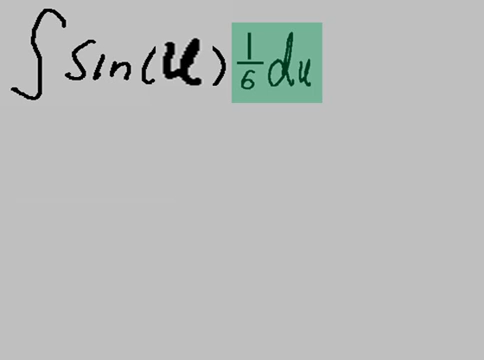 ∫ sin(u) 1/6 du